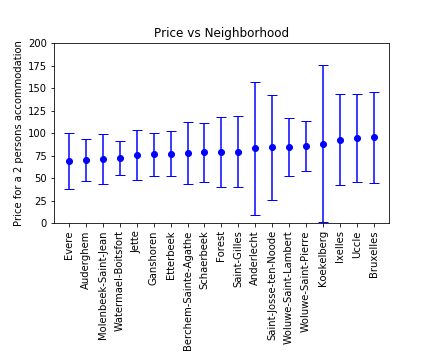 Price vs Neighborhood
Price for a 2 persons accommodation
200
175
150
125
100
75
50
25
0
Evere
Auderghem
Molenbeek-Saint-Jean
Watermael-Boitsfort
Jette
Ganshoren
Etterbeek
Berchem-Sainte-Agathe
Schaerbeek
Forest
Saint-Gilles
Anderlecht
Saint-Josse-ten-Noode
Woluwe-Saint-Lambert
Woluwe-Saint-Pierre
Koekelberg
Ixelles
Uccle
Bruxelles